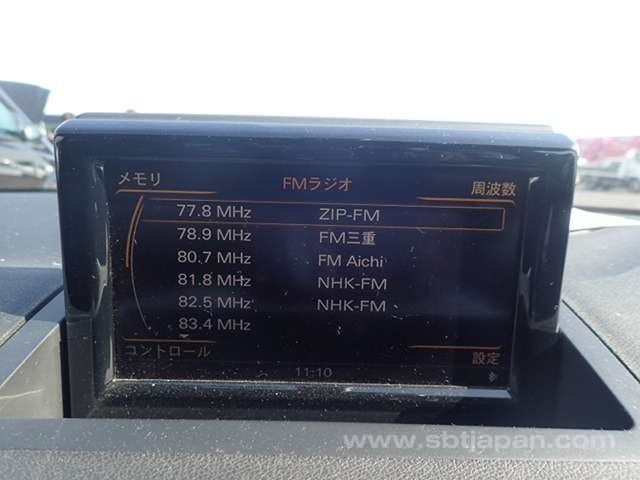 メモリ FMラジオ 周波数
77.8 MHz ZIP-FM
78.9 MHz FM三重
80.7 MHz FM Aichi
81.8 MHz NHK-FM
82.5 MHz NHK-FM
83.4 MHz
コントロール 設定
11:10
www.sbtjapan.com